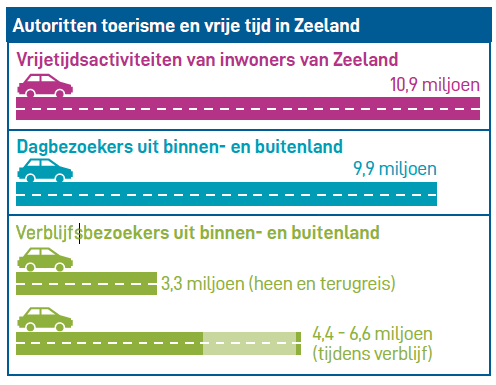 Autoritten toerisme en vrije tijd in Zeeland
Vrijetijdsactiviteiten van inwoners van Zeeland
10,9 miljoen
Dagbezoekers uit binnen- en buitenland
9,9 miljoen
Verblijfsbezoekers uit binnen- en buitenland
3,3 miljoen (heen en terugreis)
4,4 - 6,6 miljoen
(tijdens verblijf)